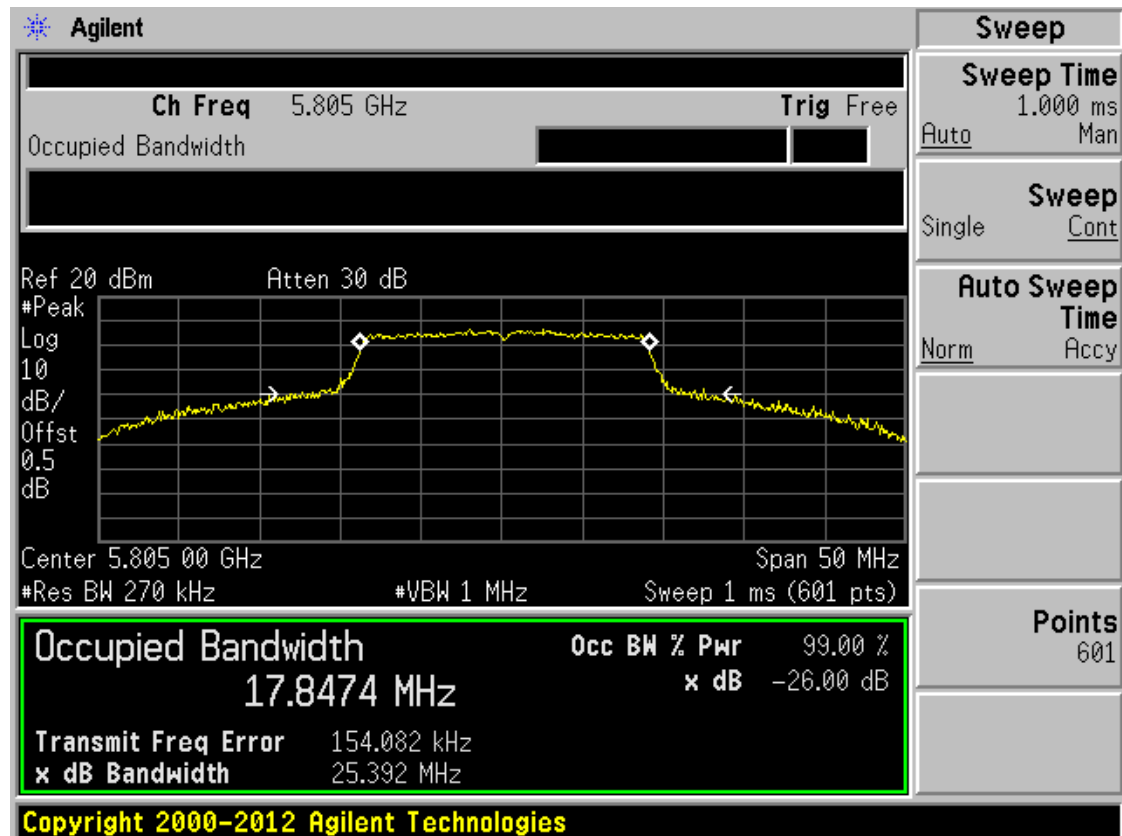 Agilent
Sweep
Ch Freq 5.805 GHz Trig Free
Occupied Bandwidth
Sweep Time
1.000 ms
Auto Man
Sweep
Single Cont
Auto Sweep
Time
Norm Accy
Ref 20 dBm Atten 30 dB
#Peak
Log
10
dB/
Offst
0.5
dB
Center 5.805 00 GHz Span 50 MHz
#Res BW 270 kHz #VBW 1 MHz Sweep 1 ms (601 pts)
Points
601
Occupied Bandwidth
17.8474 MHz
Occ BW % Pwr 99.00 %
x dB -26.00 dB
Transmit Freq Error 154.082 kHz
x dB Bandwidth 25.392 MHz
Copyright 2000-2012 Agilent Technologies